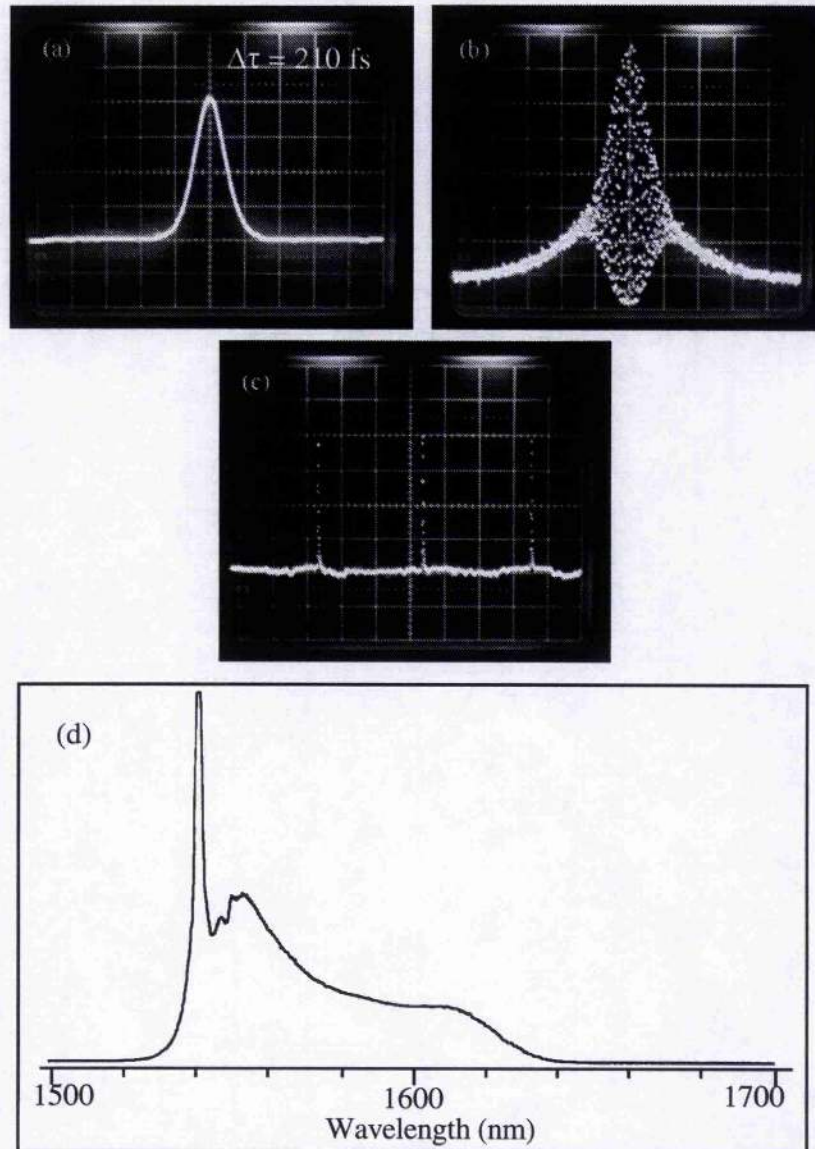 (a)
Δτ = 210 fs
(b)
(c)
(d)
1500 1600 1700
Wavelength (nm)